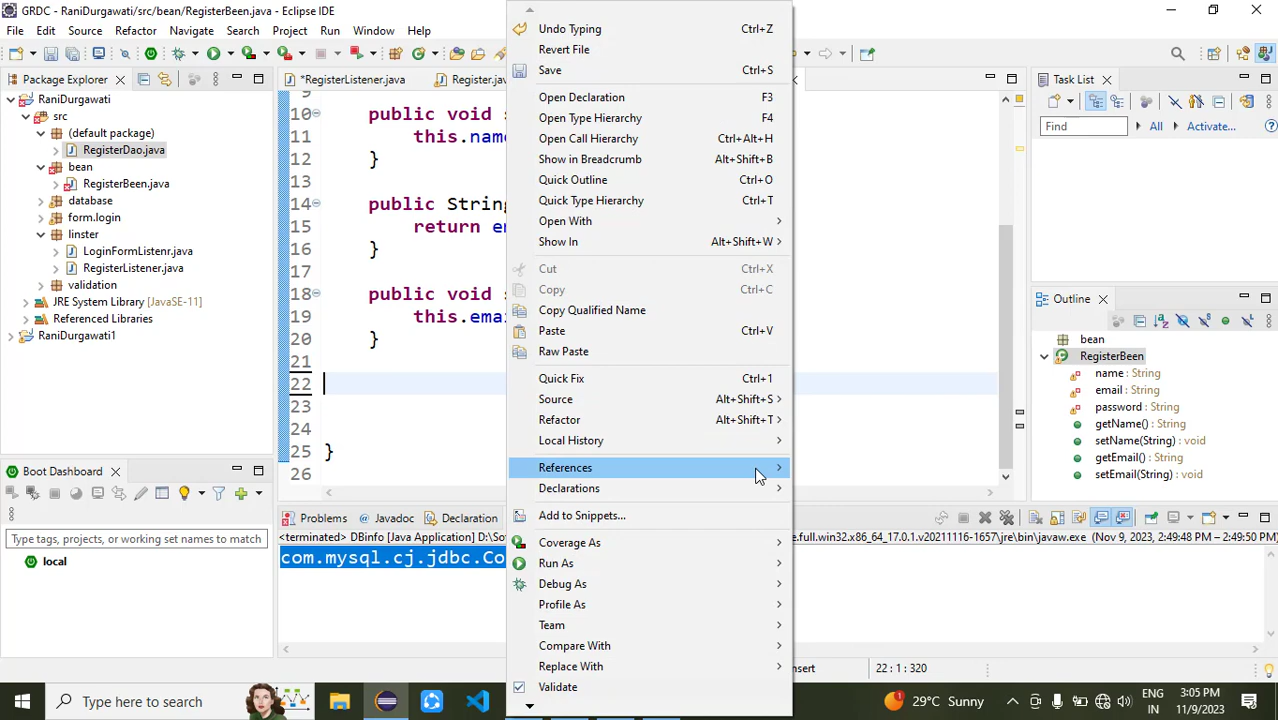 GRDC - RaniDurgawati/src/bean/RegisterBeen.java - Eclipse IDE
File Edit Source Refactor Navigate Search Project Run Window Help
Package Explorer
RaniDurgawati
src
(default package)
RegisterDao.java
bean
RegisterBeen.java
database
form.login
linster
LoginFormListenr.java
RegisterListener.java
validation
JRE System Library [JavaSE-11]
Referenced Libraries
RaniDurgawati1
Boot Dashboard
Type tags, projects, or working set names to match
local
*RegisterListener.java
Register.jav
9
10 public void s
11 this.name
12 }
13
14 public String
15 return em
16 }
17
18 public void s
19 this.emai
20 }
21
22
23
24
25 }
26
Undo Typing Ctrl+Z
Revert File
Save Ctrl+S
Open Declaration F3
Open Type Hierarchy F4
Open Call Hierarchy Ctrl+Alt+H
Show in Breadcrumb Alt+Shift+B
Quick Outline Ctrl+O
Quick Type Hierarchy Ctrl+T
Open With
Show In Alt+Shift+W
Cut Ctrl+X
Copy Ctrl+C
Copy Qualified Name
Paste Ctrl+V
Raw Paste
Quick Fix Ctrl+1
Source Alt+Shift+S
Refactor Alt+Shift+T
Local History
References
Declarations
Add to Snippets...
Coverage As
Run As
Debug As
Profile As
Team
Compare With
Replace With
Validate
Problems Javadoc Declaration
<terminated> DBinfo [Java Application] D:\So
.full.win32.x86_64_17.0.1.v20211116-1657\jre\bin\javaw.exe (Nov 9, 2023, 2:49:48 PM – 2:49:50 PM)
com.mysql.cj.jdbc.Co
Task List
Find All Activate...
Outline
bean
RegisterBeen
name : String
email : String
password : String
getName() : String
setName(String) : void
getEmail() : String
setEmail(String) : void
nsert 22 : 1 : 320
Type here to search
29°C Sunny
ENG
IN
3:05 PM
11/9/2023